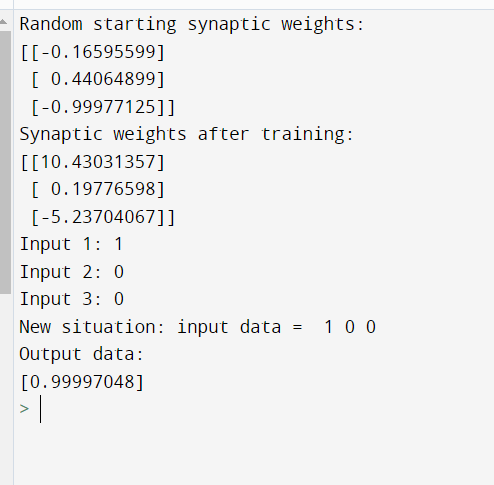 Random starting synaptic weights:
[[-0.16595599]
 [ 0.44064899]
 [-0.99977125]]
Synaptic weights after training:
[[10.43031357]
 [ 0.19776598]
 [-5.23704067]]
Input 1: 1
Input 2: 0
Input 3: 0
New situation: input data =  1 0 0
Output data:
[0.99997048]
>